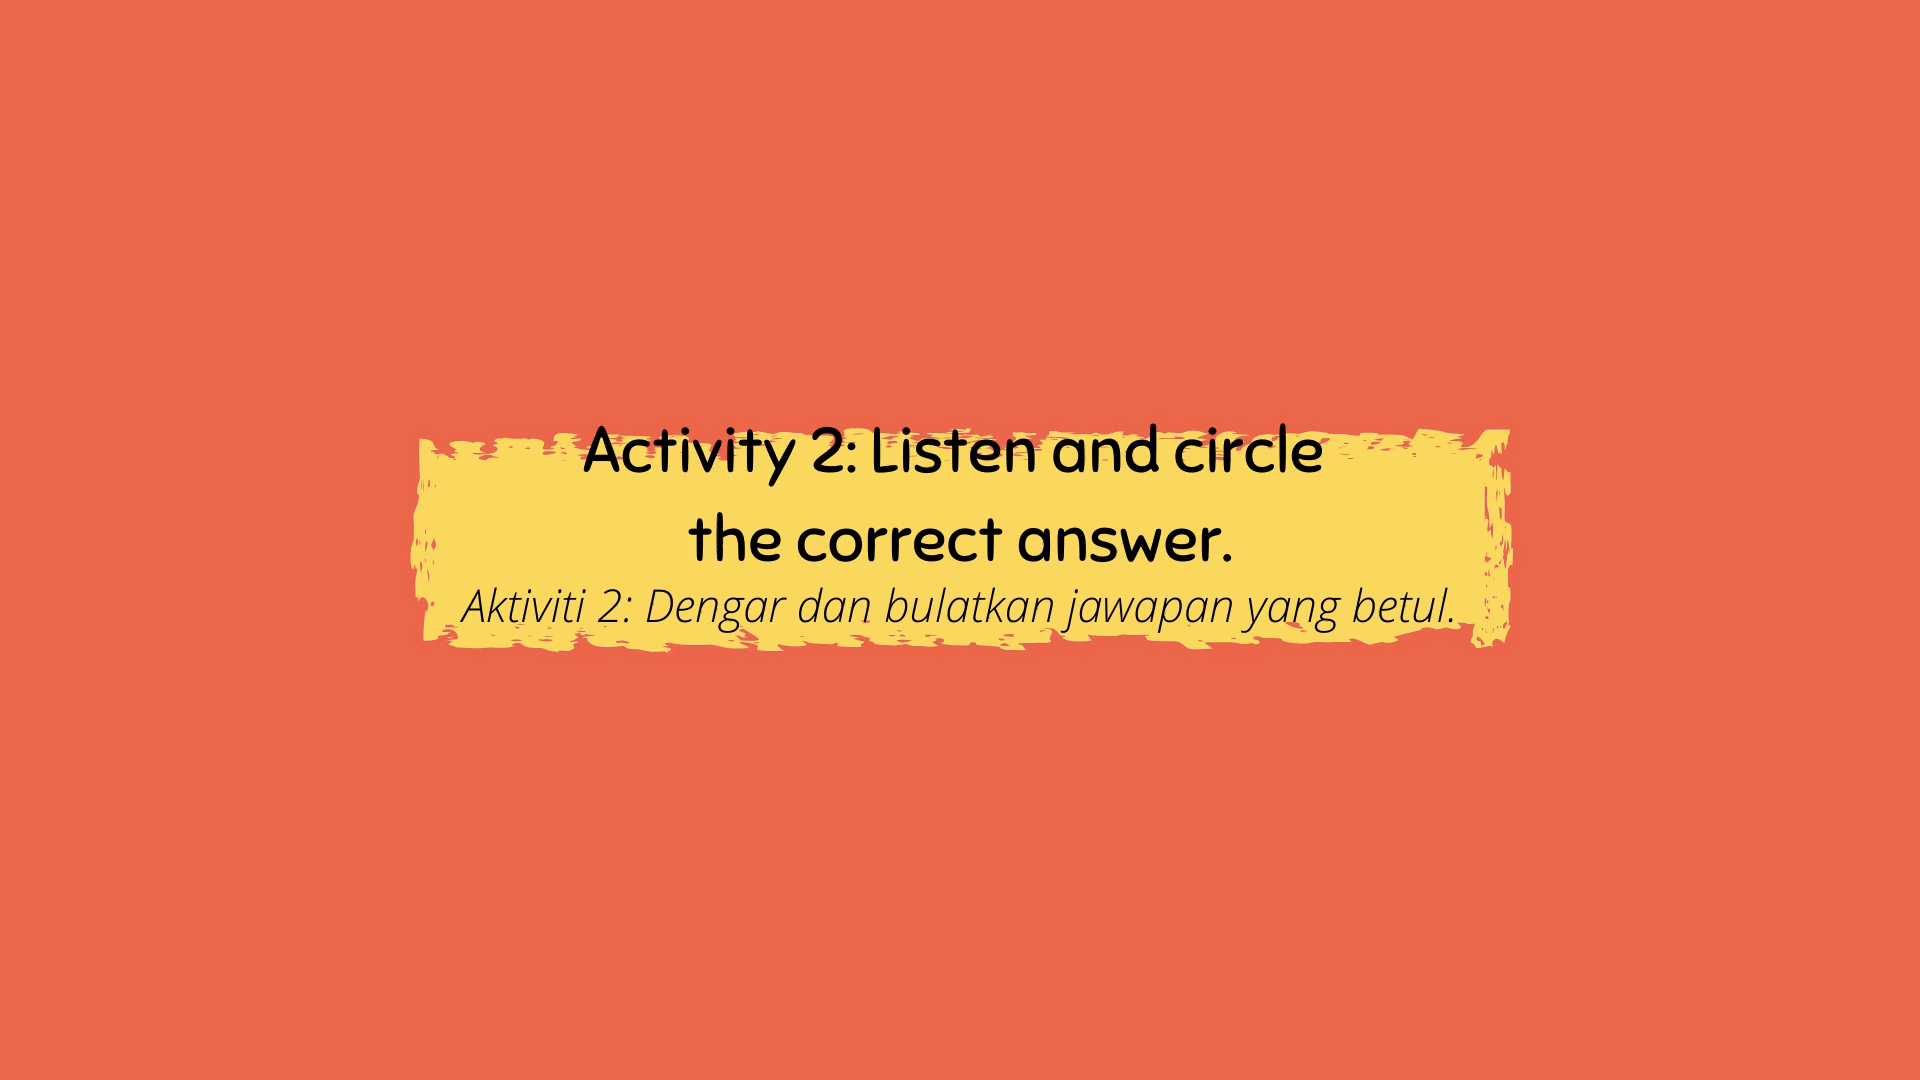 Activity 2: Listen and circle
the correct answer.
Aktiviti 2: Dengar dan bulatkan jawapan yang betul.